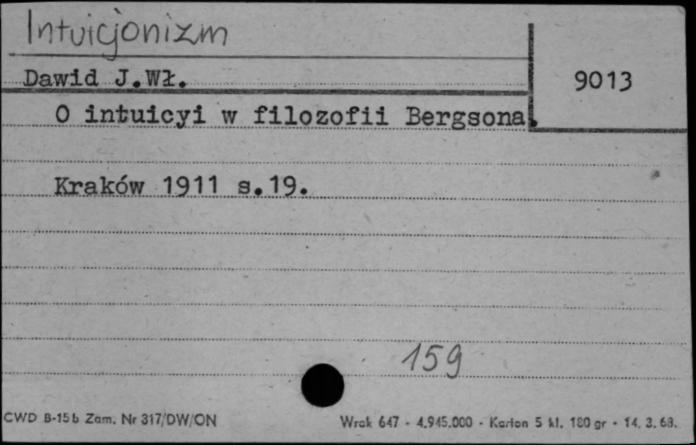 Intuicjonizm
Dawid J.Wł.
9013
O intuicyi w filozofii Bergsona.
Kraków 1911 s.19.
159
CWD B-15b Zam. Nr 317/DW/ON
Wrak 647 - 4.945.000 - Karton 5 kl. 180 gr - 14. 3. 68.